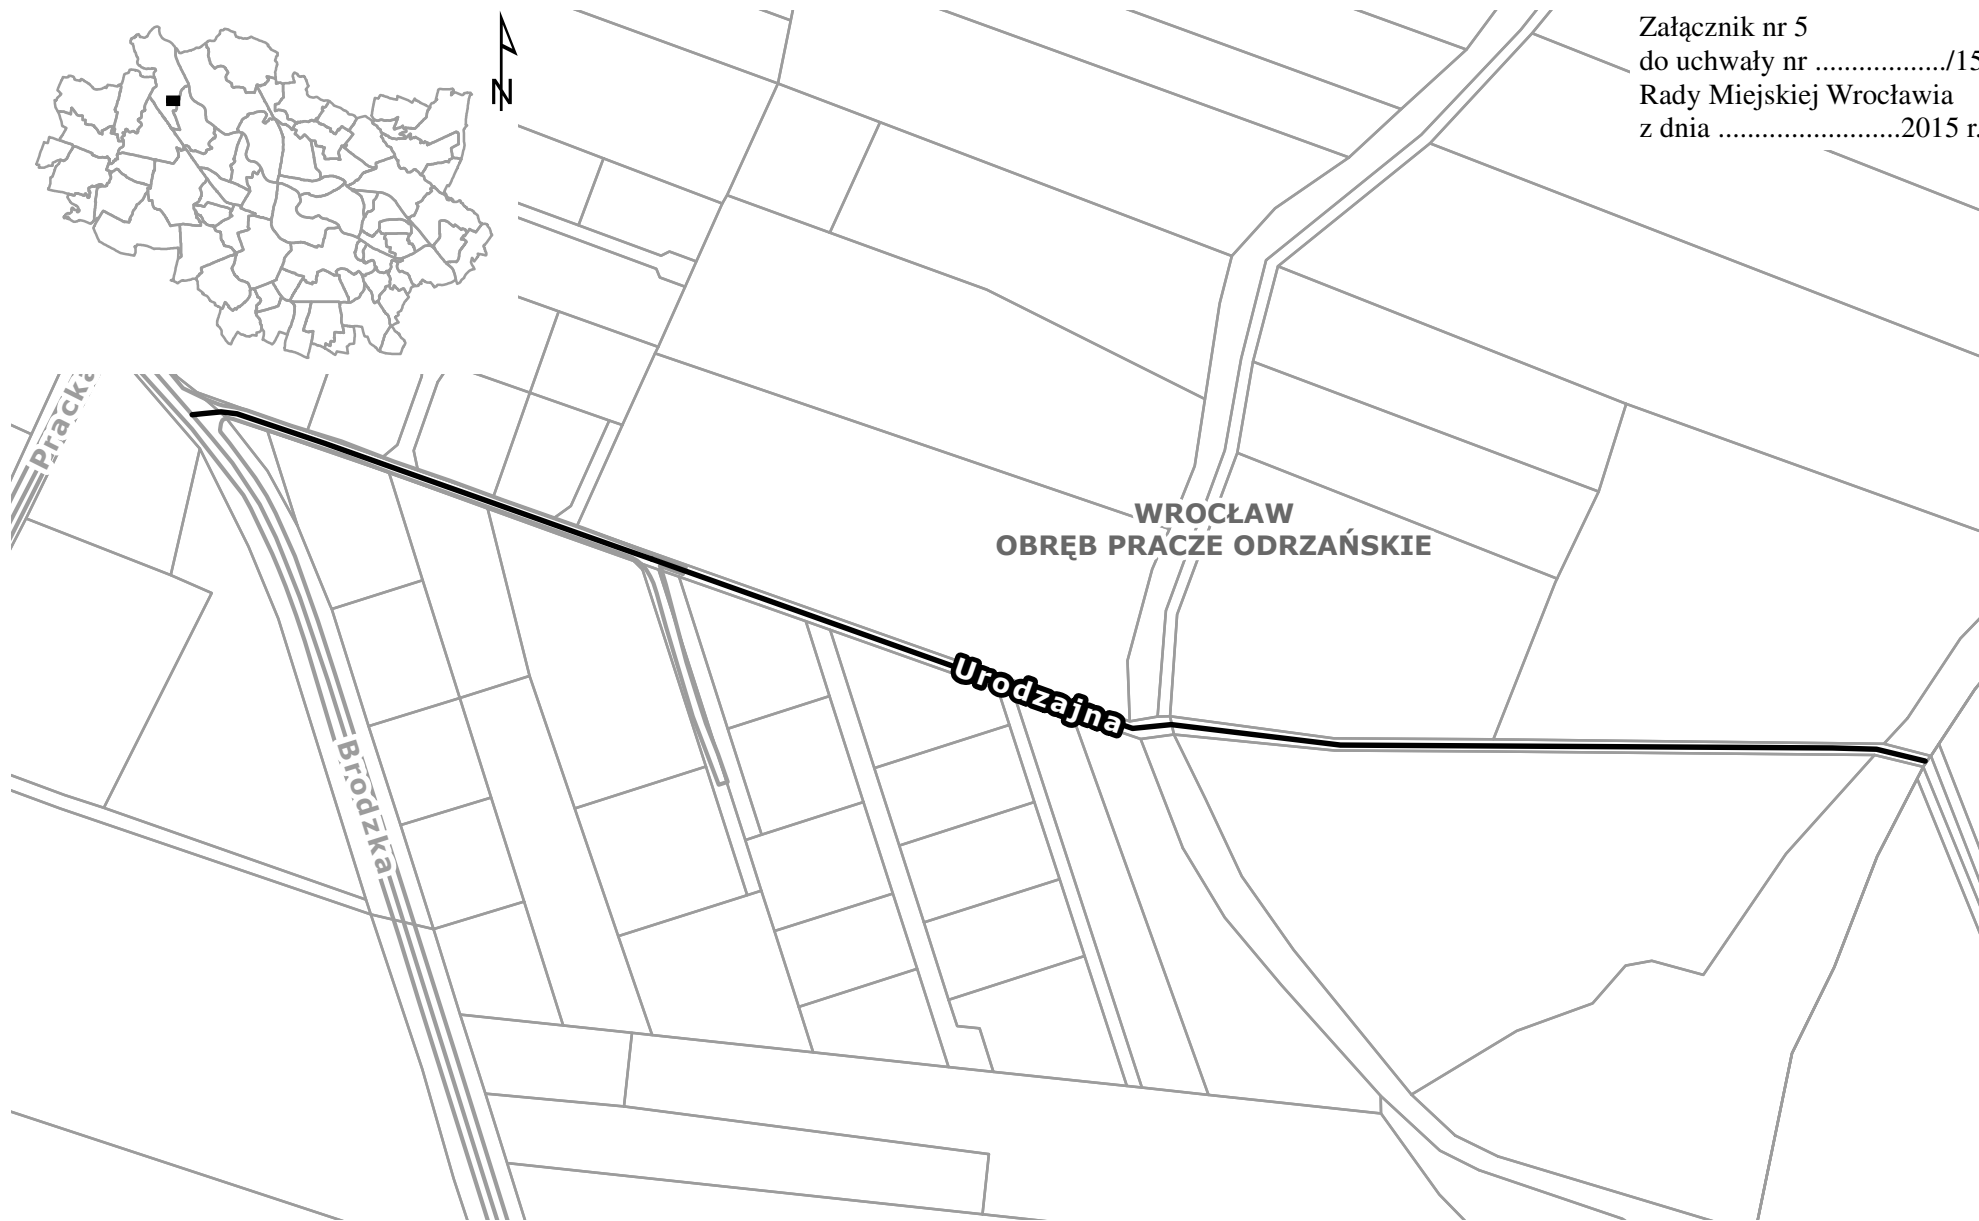 Załącznik nr 5
do uchwały nr ................../15
Rady Miejskiej Wrocławia
z dnia .........................2015 r.
N
Pracka
WROCŁAW
OBRĘB PRACZE ODRZAŃSKIE
Urodzajna
Brodzka